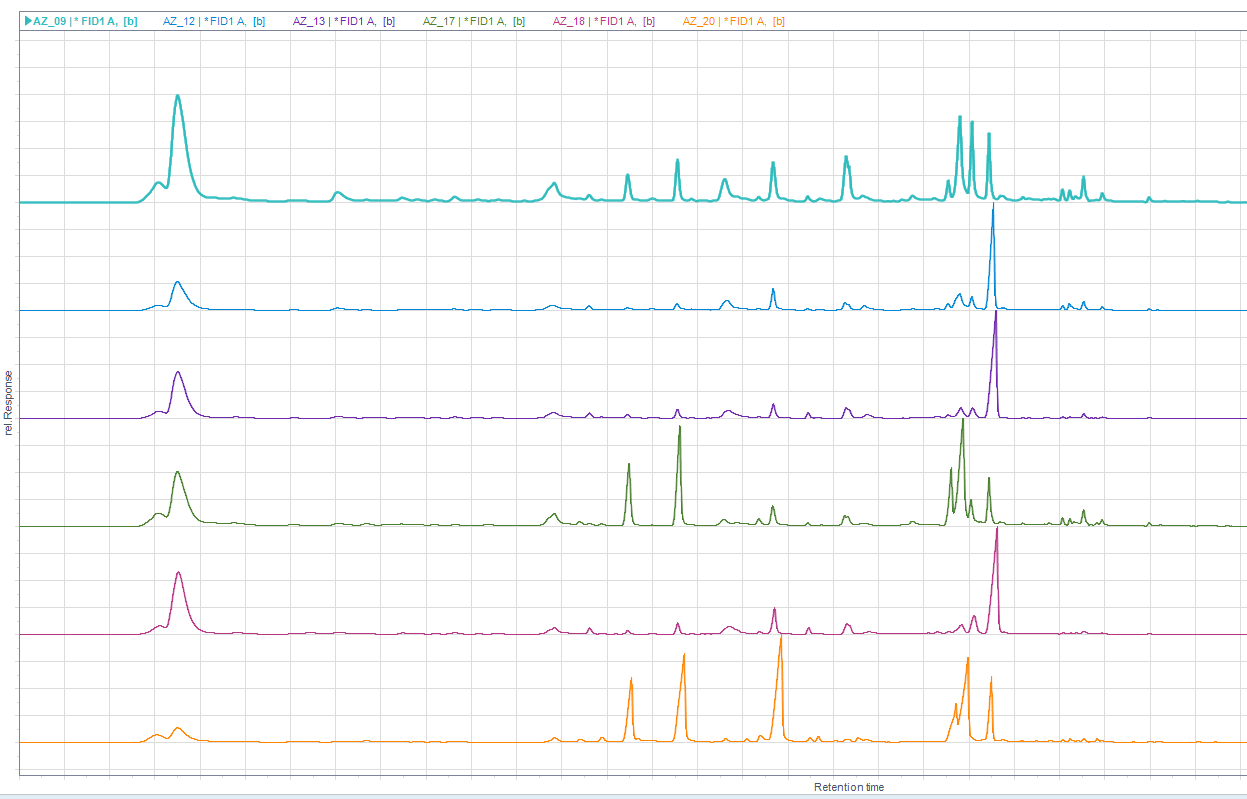 AZ_09 | * FID1 A, [b] AZ_12 | * FID1 A, [b] AZ_13 | * FID1 A, [b] AZ_17 | * FID1 A, [b] AZ_18 | * FID1 A, [b] AZ_20 | * FID1 A, [b]
rel.Response
Retention time